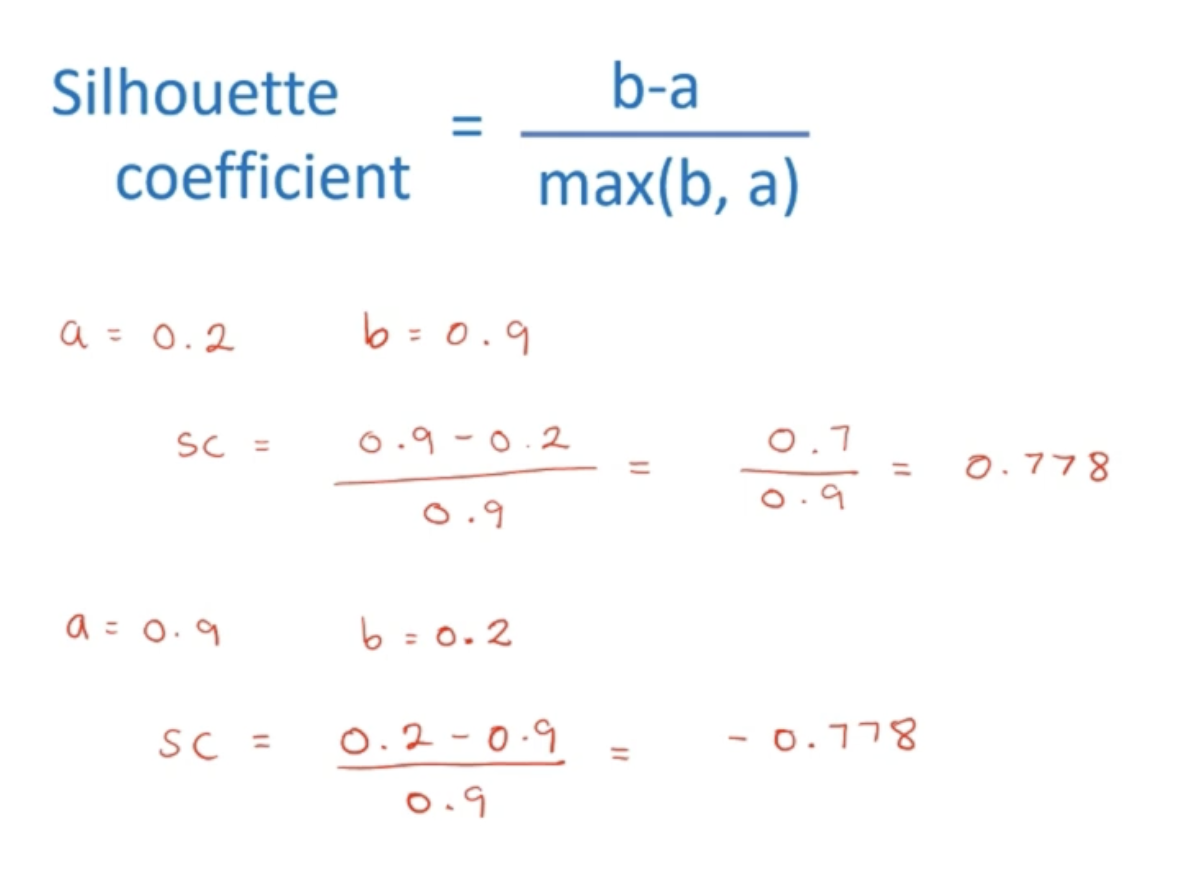 Silhouette coefficient = b-a / max(b, a)
a = 0.2 b = 0.9
SC = 0.9 - 0.2 / 0.9 = 0.7 / 0.9 = 0.778
a = 0.9 b = 0.2
SC = 0.2 - 0.9 / 0.9 = - 0.778